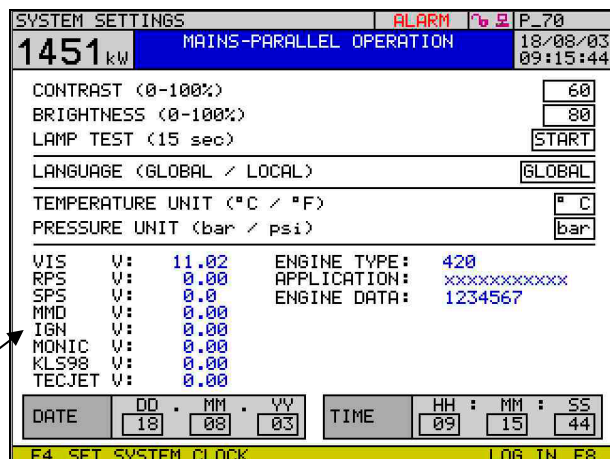 SYSTEM SETTINGS ALARM P_70
1451 kW MAINS-PARALLEL OPERATION 18/08/03
09:15:44
CONTRAST (0-100%) 60
BRIGHTNESS (0-100%) 80
LAMP TEST (15 sec) START
LANGUAGE (GLOBAL / LOCAL) GLOBAL
TEMPERATURE UNIT (°C / °F) ° C
PRESSURE UNIT (bar / psi) bar
VIS V: 11.02 ENGINE TYPE: 420
RPS V: 0.00 APPLICATION: xxxxxxxxxxx
SPS V: 0.0 ENGINE DATA: 1234567
MMD V: 0.00
IGN V: 0.00
MONIC V: 0.00
KLS98 V: 0.00
TECJET V: 0.00
DATE DD . MM . YY TIME HH : MM : SS
18 08 03 09 15 44
F4 SET SYSTEM CLOCK LOG IN F8